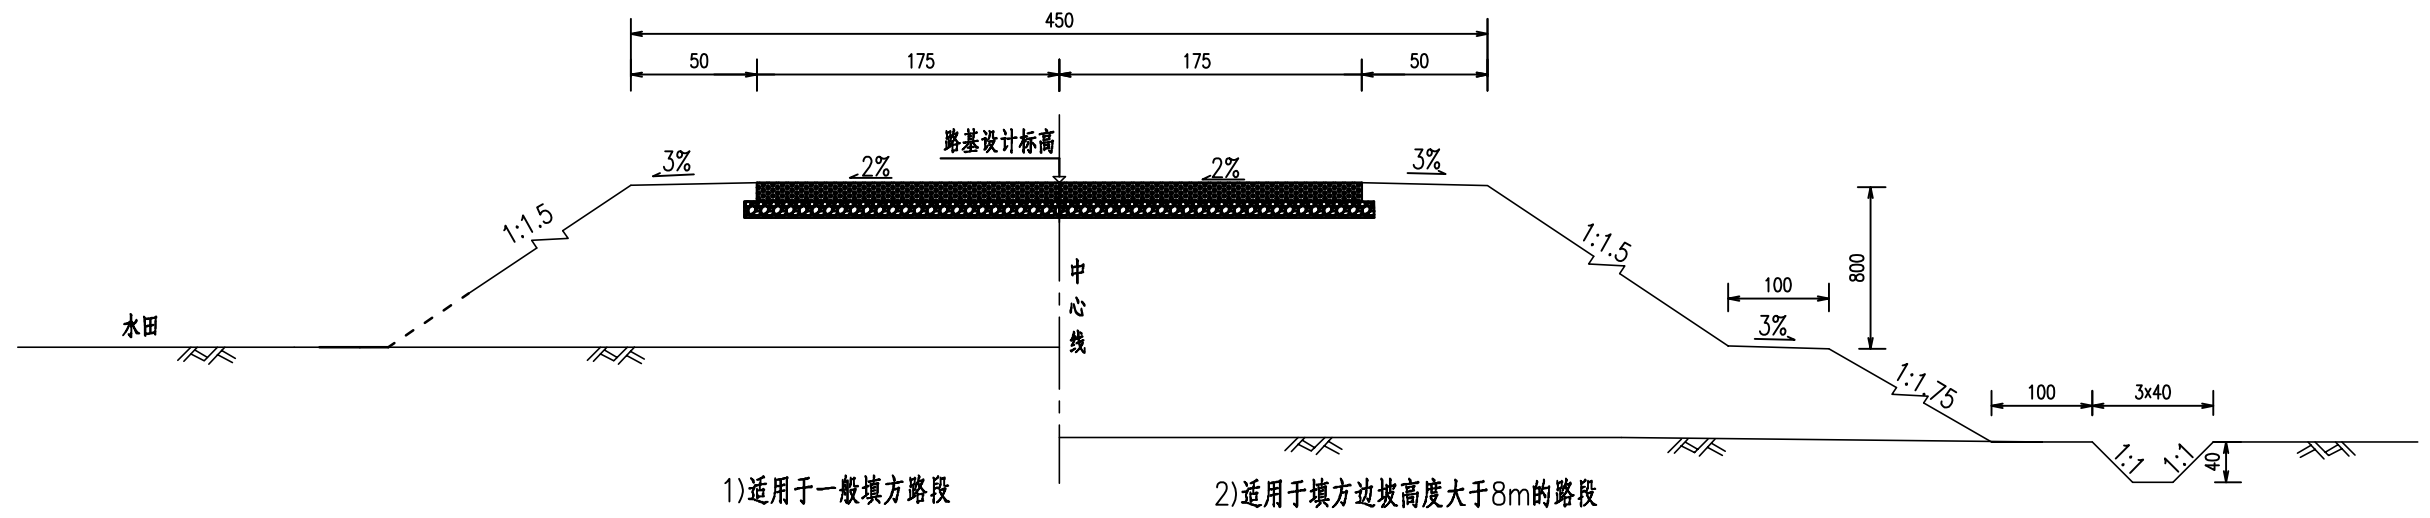 450
50 175 175 50
路基设计标高
3% 2% 2% 3%
1:1.5 1:1.5
中心线
100
800
3%
水田
1:1.75
100 3x40
1:1 1:1
40
1)适用于一般填方路段
2)适用于填方边坡高度大于8m的路段